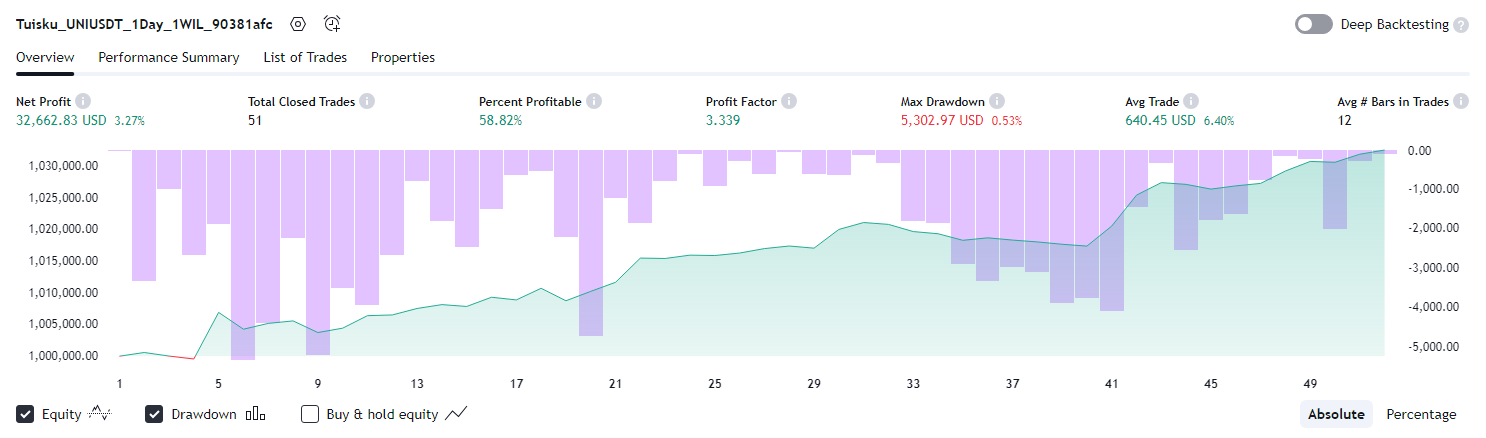 Tuisku_UNIUSDT_1Day_1WIL_90381afc
Deep Backtesting ?
Overview Performance Summary List of Trades Properties
Net Profit i Total Closed Trades i Percent Profitable i Profit Factor i Max Drawdown i Avg Trade i Avg # Bars in Trades i
32,662.83 USD 3.27% 51 58.82% 3.339 5,302.97 USD 0.53% 640.45 USD 6.40% 12
1,030,000.00
1,025,000.00
1,020,000.00
1,015,000.00
1,010,000.00
1,005,000.00
1,000,000.00
0.00
-1,000.00
-2,000.00
-3,000.00
-4,000.00
-5,000.00
1 5 9 13 17 21 25 29 33 37 41 45 49
Equity Drawdown Buy & hold equity Absolute Percentage